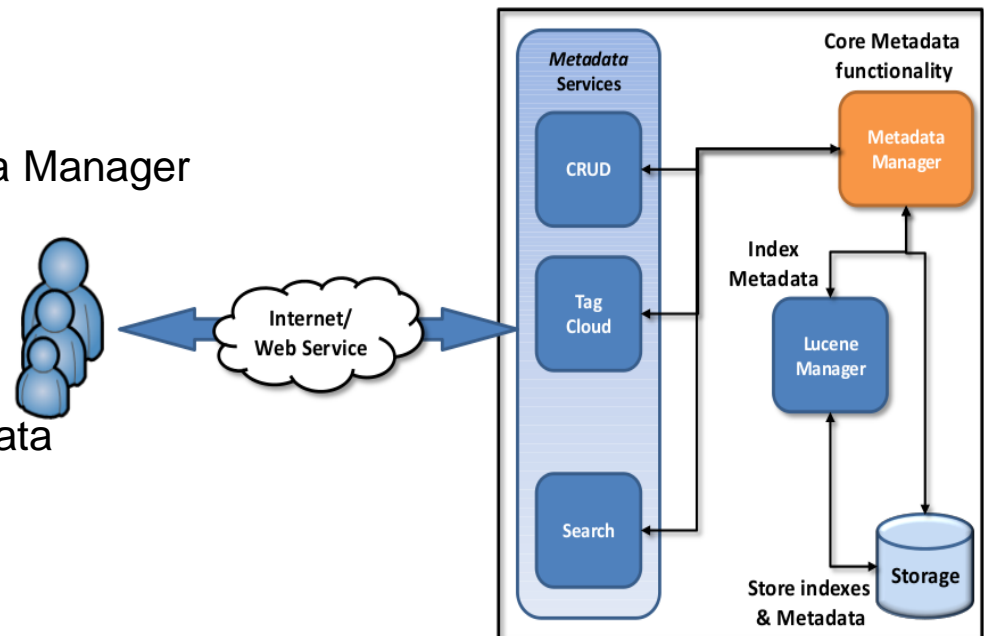 a Manager
ata
Internet/
Web Service
Metadata
Services
CRUD
Tag
Cloud
Search
Core Metadata
functionality
Metadata
Manager
Index
Metadata
Lucene
Manager
Storage
Store indexes
& Metadata